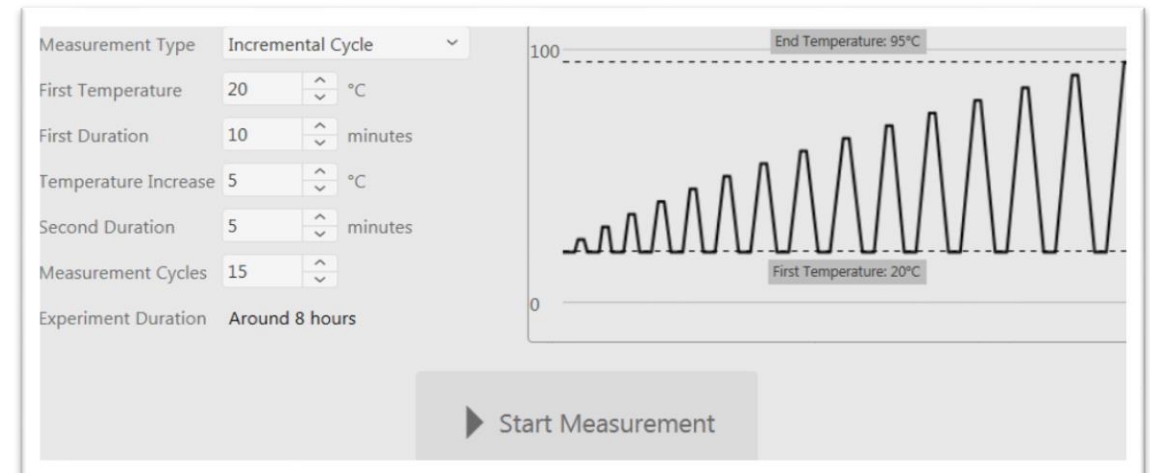 Measurement Type Incremental Cycle
First Temperature 20 °C
First Duration 10 minutes
Temperature Increase 5 °C
Second Duration 5 minutes
Measurement Cycles 15
Experiment Duration Around 8 hours
100
End Temperature: 95°C
First Temperature: 20°C
0
Start Measurement